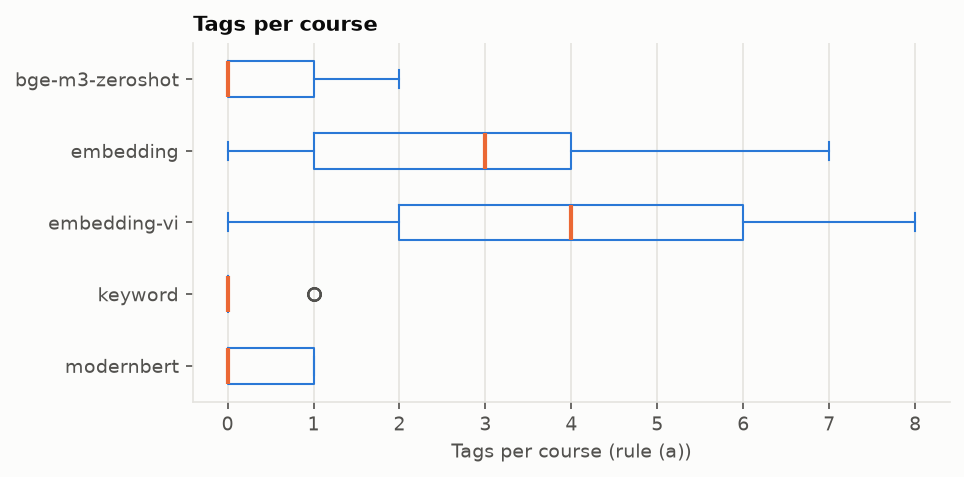 Tags per course
bge-m3-zeroshot
embedding
embedding-vi
keyword
modernbert
0 1 2 3 4 5 6 7 8
Tags per course (rule (a))